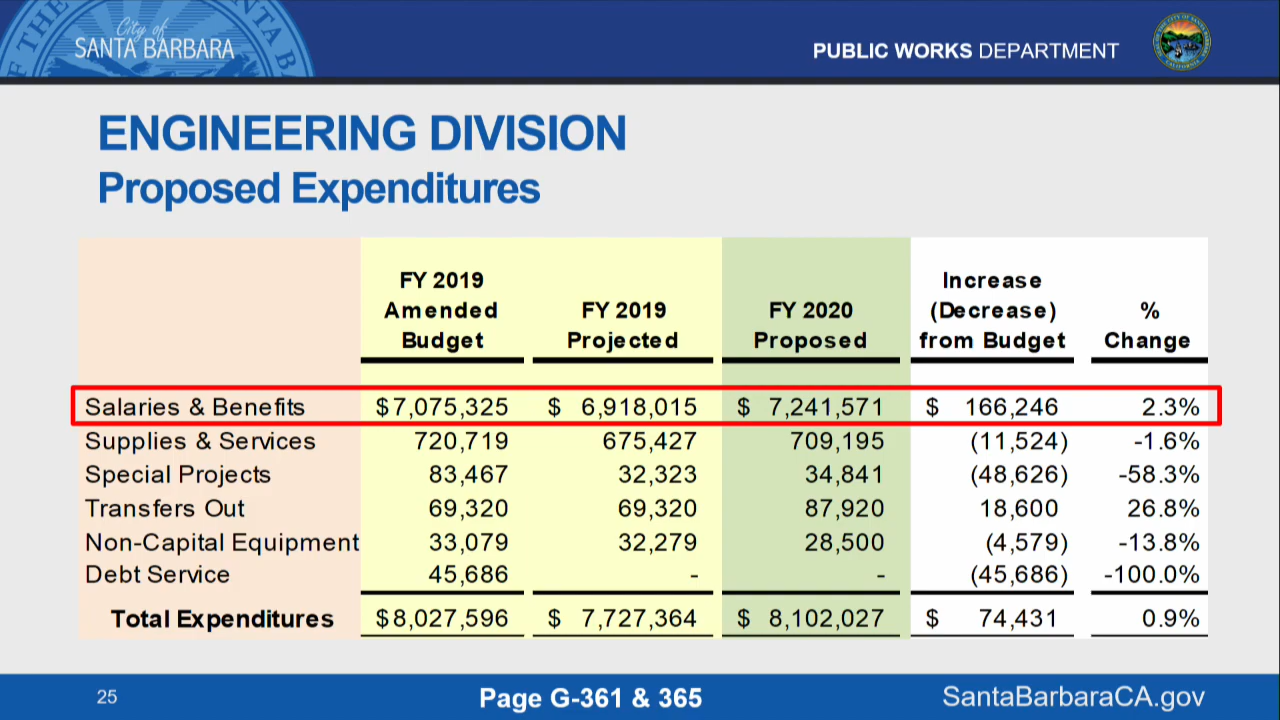 City of
SANTA BARBARA
PUBLIC WORKS DEPARTMENT
ENGINEERING DIVISION
Proposed Expenditures
FY 2019 Amended Budget FY 2019 Projected FY 2020 Proposed Increase (Decrease) from Budget % Change
Salaries & Benefits $7,075,325 $ 6,918,015 $ 7,241,571 $ 166,246 2.3%
Supplies & Services 720,719 675,427 709,195 (11,524) -1.6%
Special Projects 83,467 32,323 34,841 (48,626) -58.3%
Transfers Out 69,320 69,320 87,920 18,600 26.8%
Non-Capital Equipment 33,079 32,279 28,500 (4,579) -13.8%
Debt Service 45,686 - - (45,686) -100.0%
Total Expenditures $8,027,596 $ 7,727,364 $ 8,102,027 $ 74,431 0.9%
25
Page G-361 & 365
SantaBarbaraCA.gov